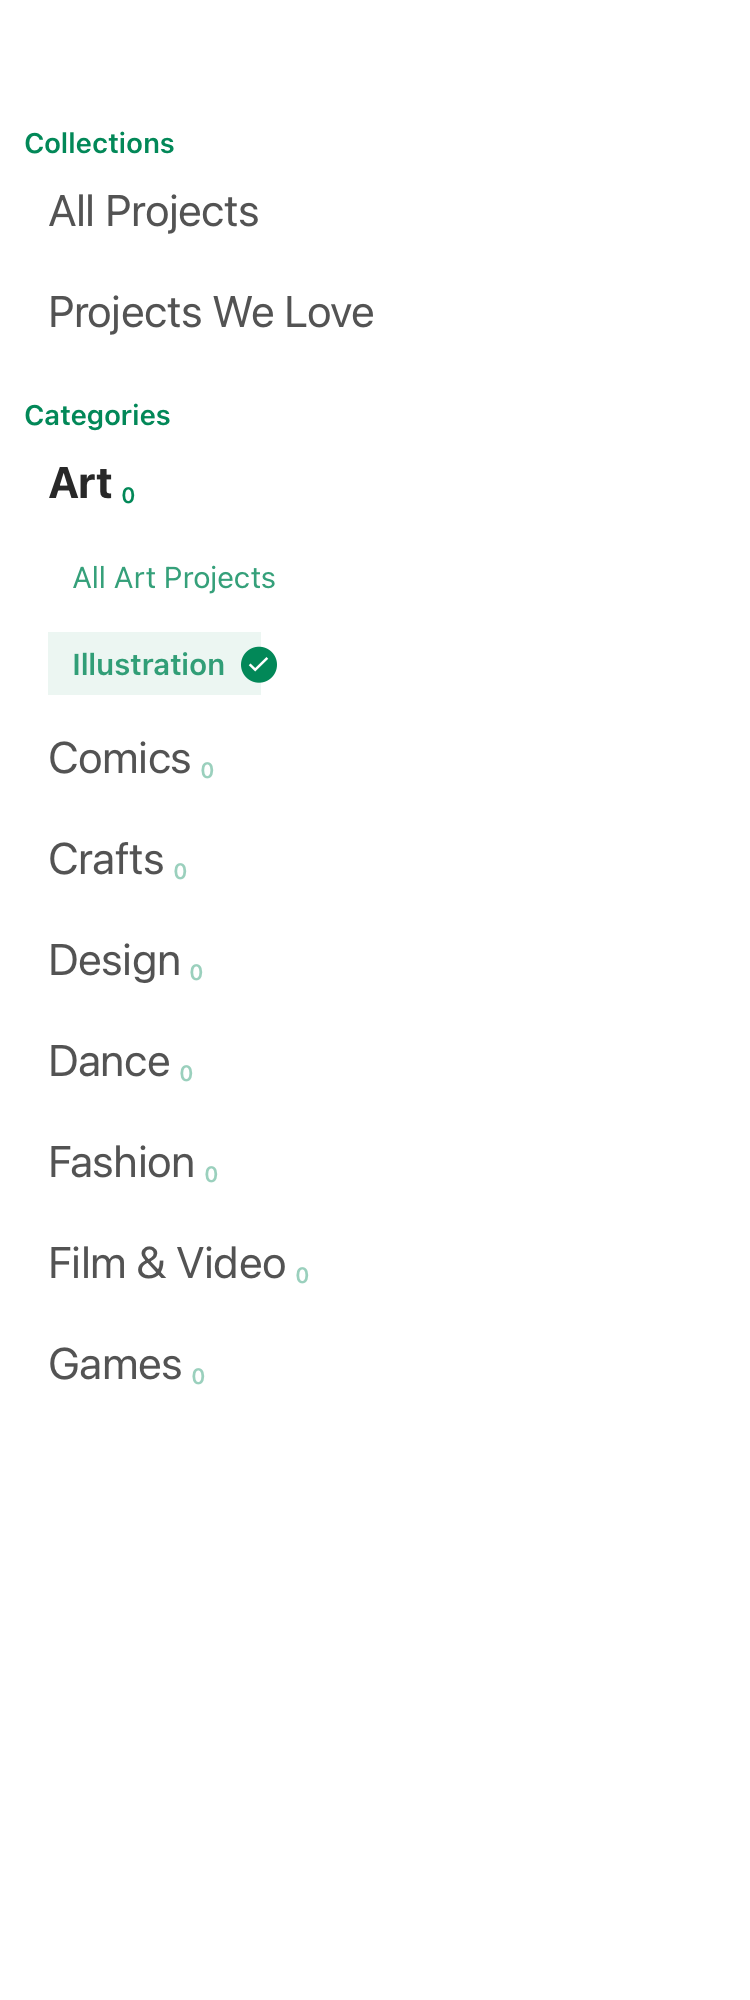 Collections
All Projects
Projects We Love
Categories
Art 0
All Art Projects
Illustration
Comics 0
Crafts 0
Design 0
Dance 0
Fashion 0
Film & Video 0
Games 0